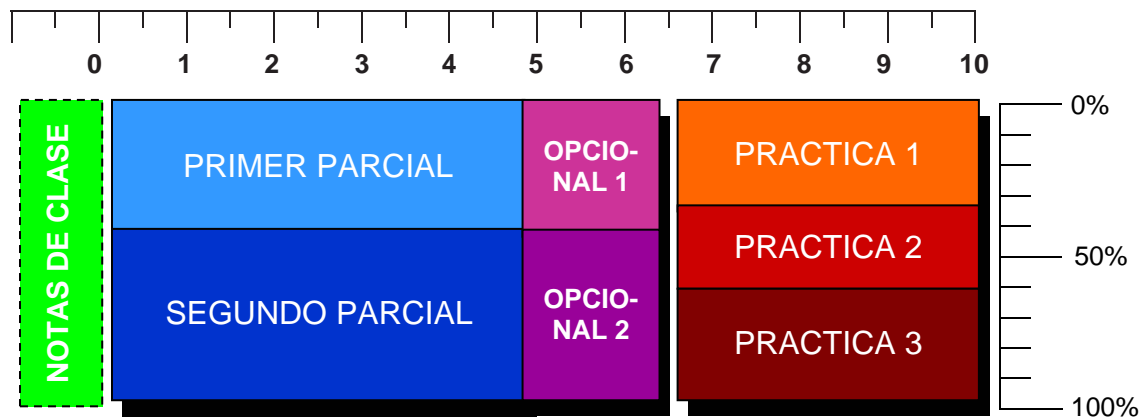 0 1 2 3 4 5 6 7 8 9 10
NOTAS DE CLASE
PRIMER PARCIAL
OPCIO-
NAL 1
PRACTICA 1
0%
PRACTICA 2
50%
SEGUNDO PARCIAL
OPCIO-
NAL 2
PRACTICA 3
100%